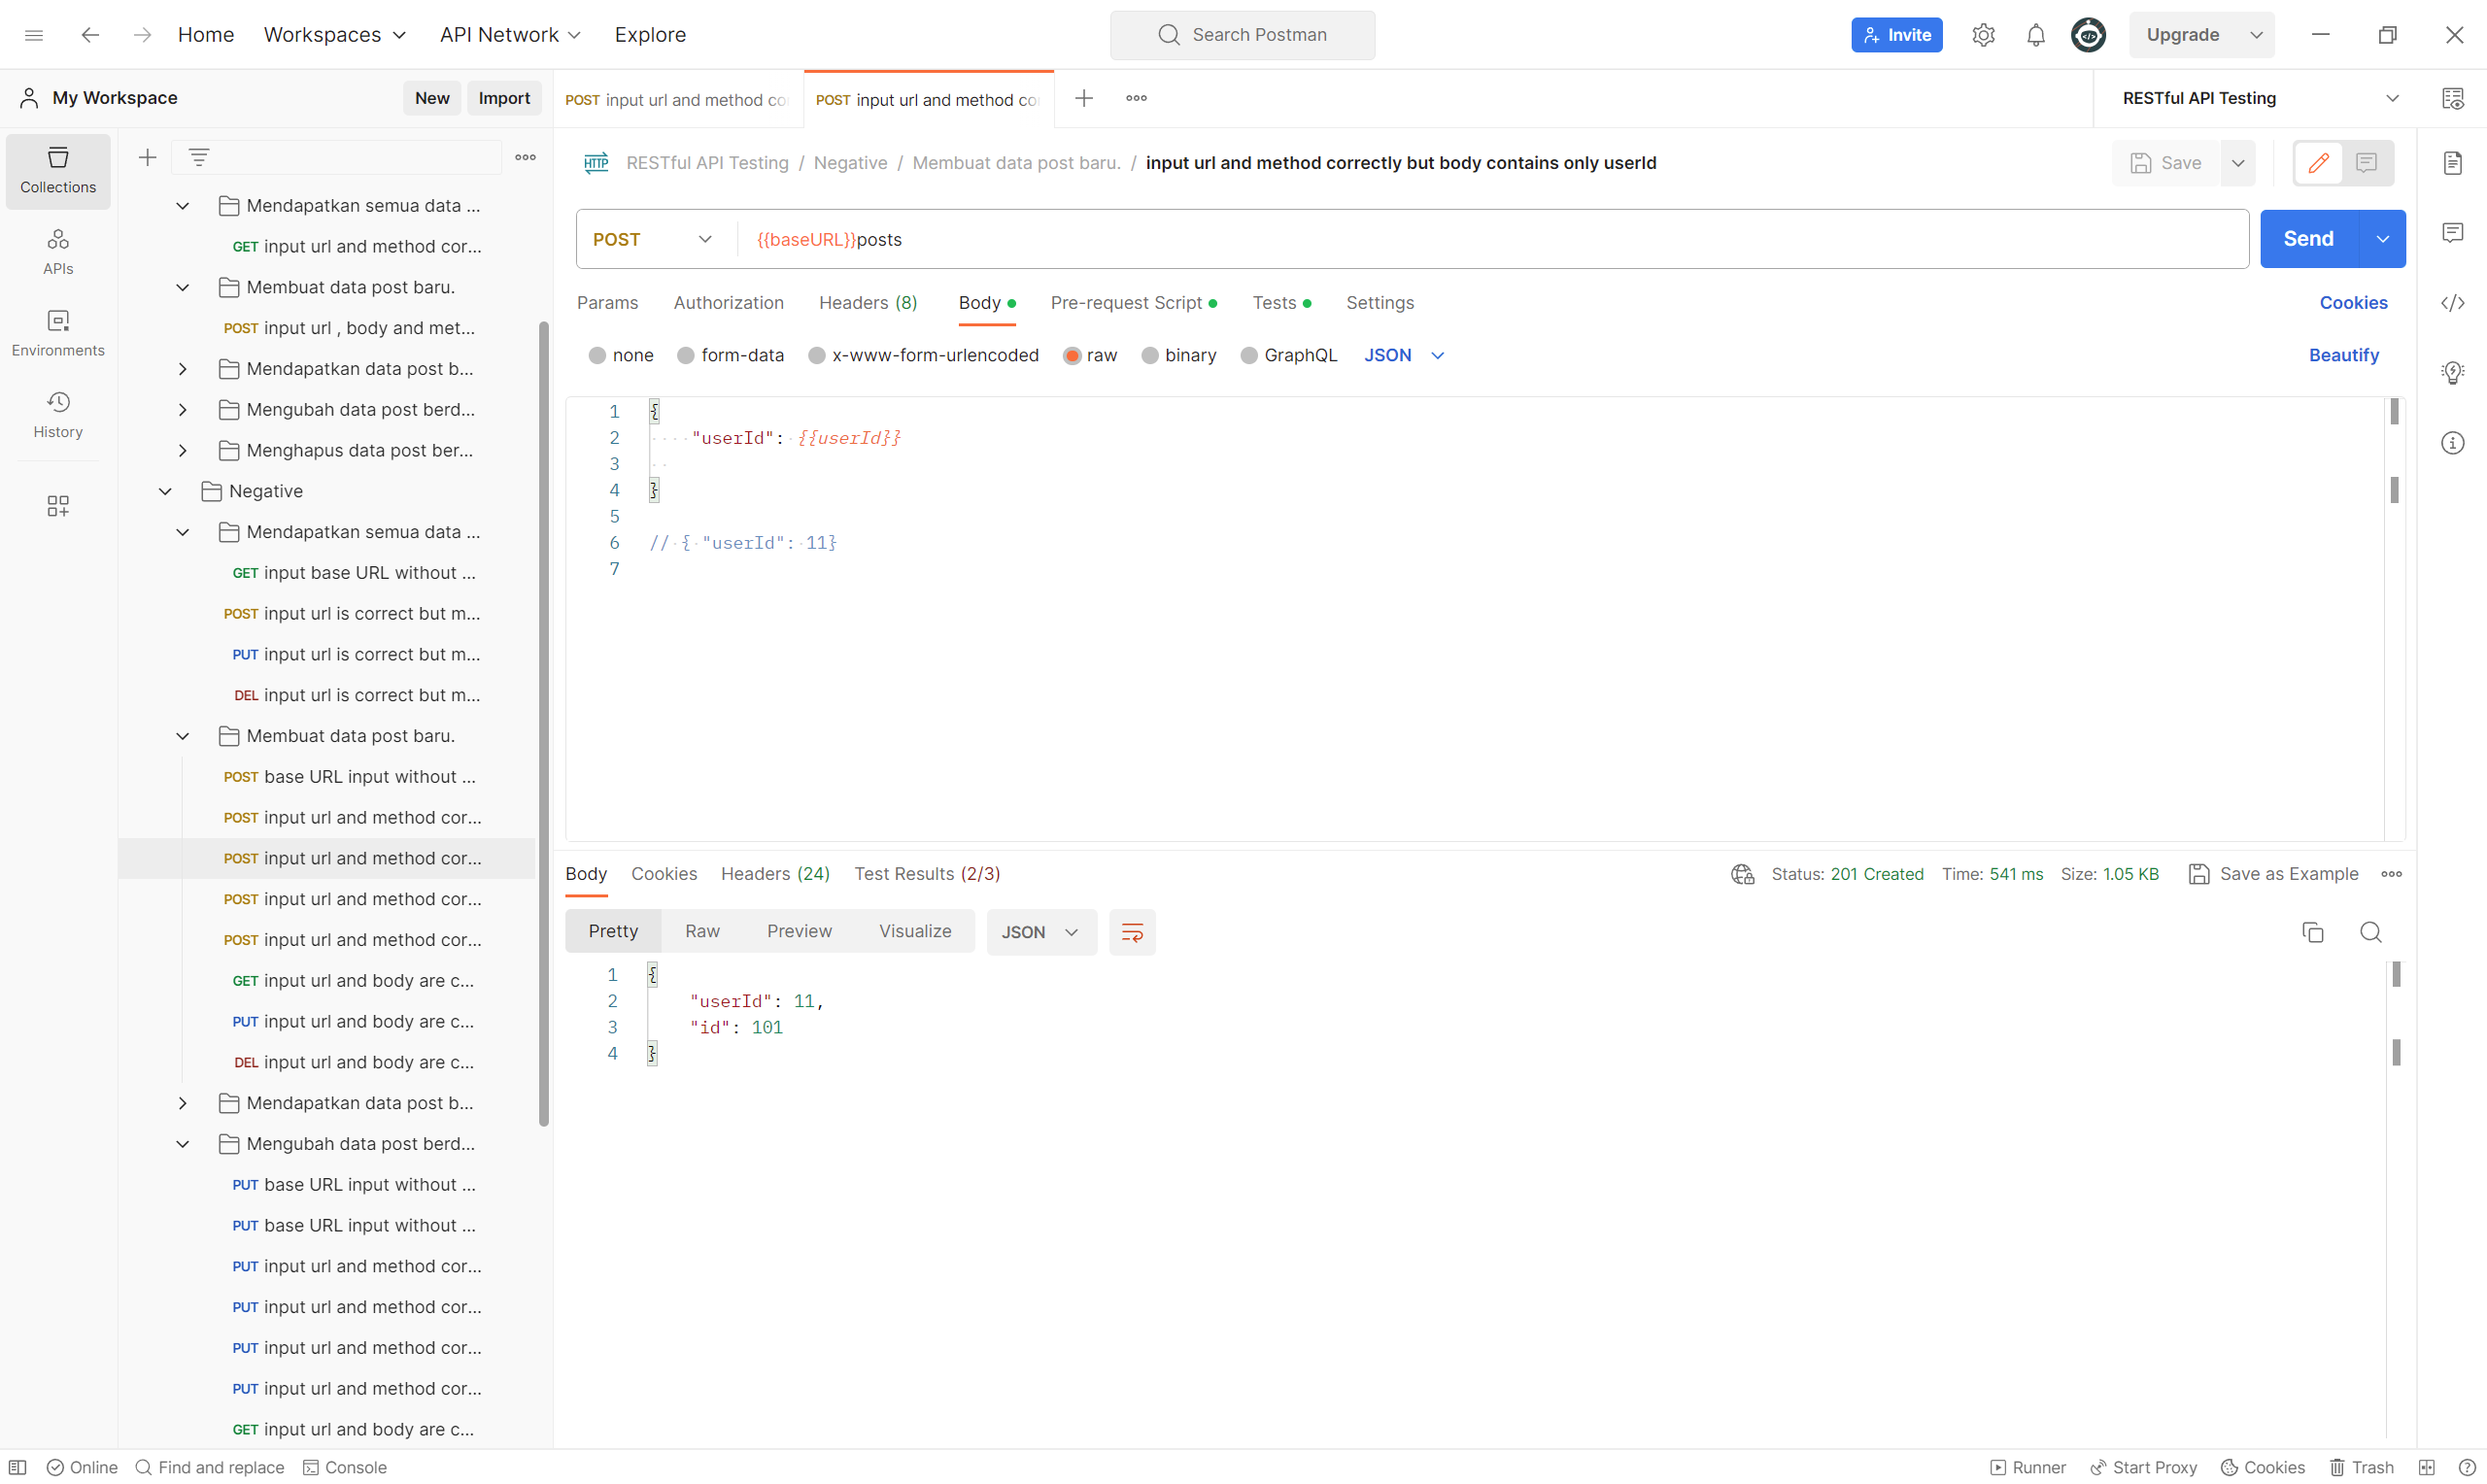 Home Workspaces API Network Explore Search Postman Invite Upgrade
My Workspace New Import
POST input url and method co
POST input url and method co
RESTful API Testing
Collections
APIs
Environments
History
Mendapatkan semua data ...
GET input url and method cor...
Membuat data post baru.
POST input url , body and met...
Mendapatkan data post b...
Mengubah data post berd...
Menghapus data post ber...
Negative
Mendapatkan semua data ...
GET input base URL without ...
POST input url is correct but m...
PUT input url is correct but m...
DEL input url is correct but m...
Membuat data post baru.
POST base URL input without ...
POST input url and method cor...
POST input url and method cor...
POST input url and method cor...
POST input url and method cor...
GET input url and body are c...
PUT input url and body are c...
DEL input url and body are c...
Mendapatkan data post b...
Mengubah data post berd...
PUT base URL input without ...
PUT base URL input without ...
PUT input url and method cor...
PUT input url and method cor...
PUT input url and method cor...
PUT input url and method cor...
GET input url and body are c...
HTTP RESTful API Testing / Negative / Membuat data post baru. / input url and method correctly but body contains only userId
Save
POST {{baseURL}}posts Send
Params Authorization Headers (8) Body Pre-request Script Tests Settings Cookies
none form-data x-www-form-urlencoded raw binary GraphQL JSON Beautify
1 {
2 "userId": {{userId}}
3
4 }
5
6 // { "userId": 11}
7
Body Cookies Headers (24) Test Results (2/3) Status: 201 Created Time: 541 ms Size: 1.05 KB Save as Example
Pretty Raw Preview Visualize JSON
1 {
2 "userId": 11,
3 "id": 101
4 }
Online Find and replace Console Runner Start Proxy Cookies Trash